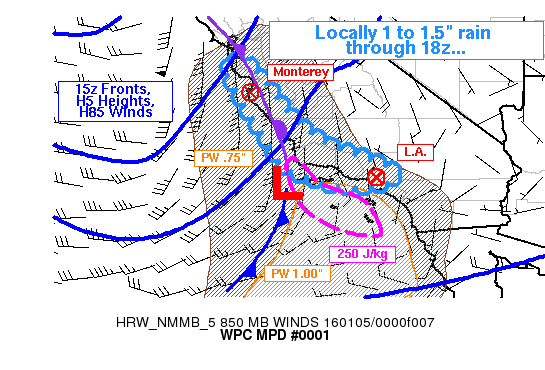 Locally 1 to 1.5" rain
through 18z...
15z Fronts,
H5 Heights,
H85 Winds
Monterey
PW .75"
L.A.
L
250 J/kg
PW 1.00"
HRW_NMMB_5 850 MB WINDS 160105/0000f007
WPC MPD #0001